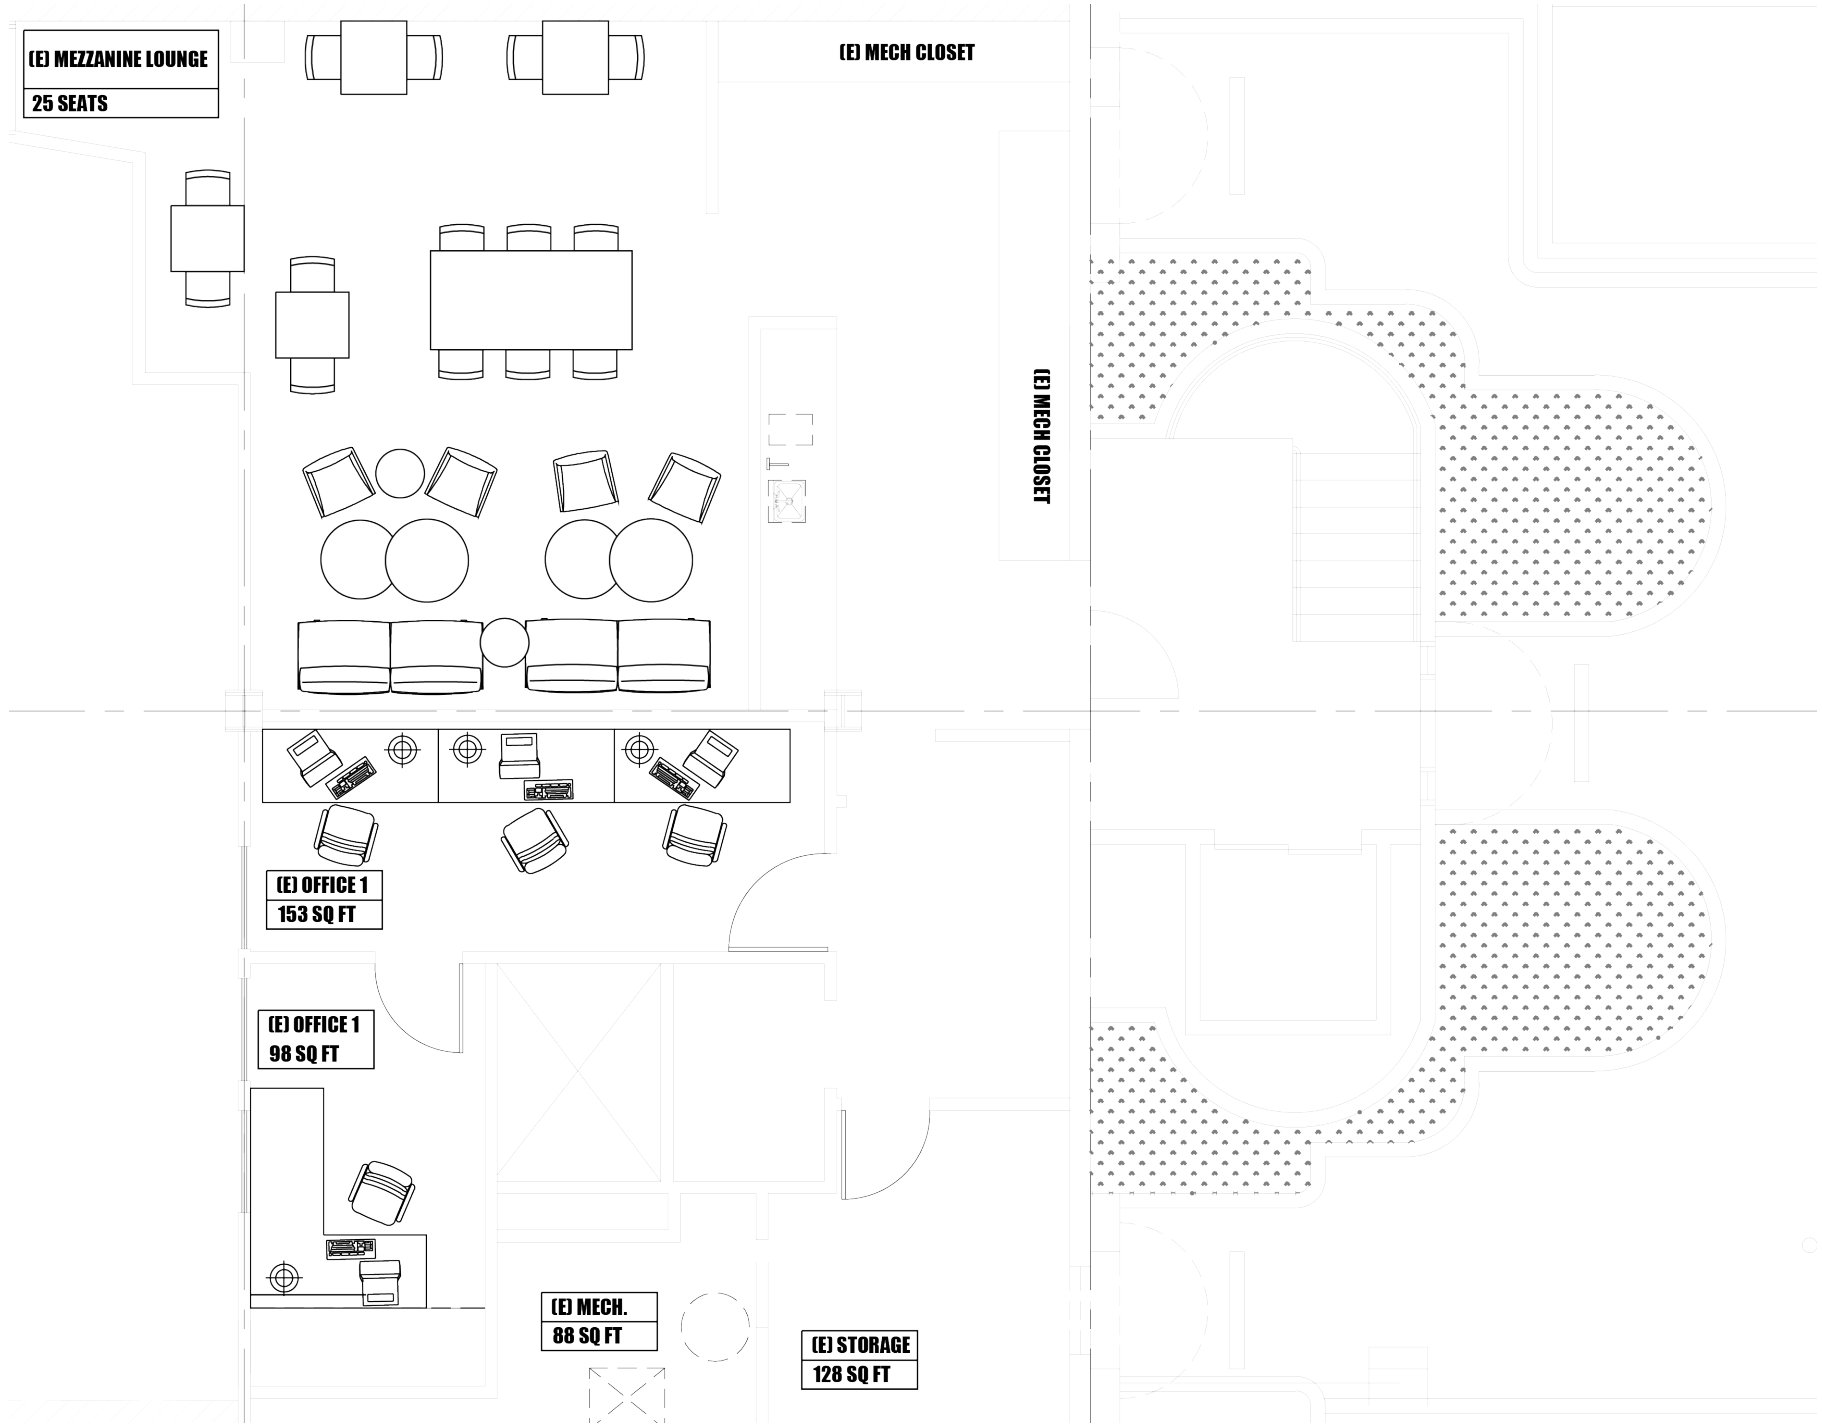 (E) MEZZANINE LOUNGE
25 SEATS
(E) MECH CLOSET
(E) MECH CLOSET
(E) OFFICE 1
153 SQ FT
(E) OFFICE 1
98 SQ FT
(E) MECH.
88 SQ FT
(E) STORAGE
128 SQ FT